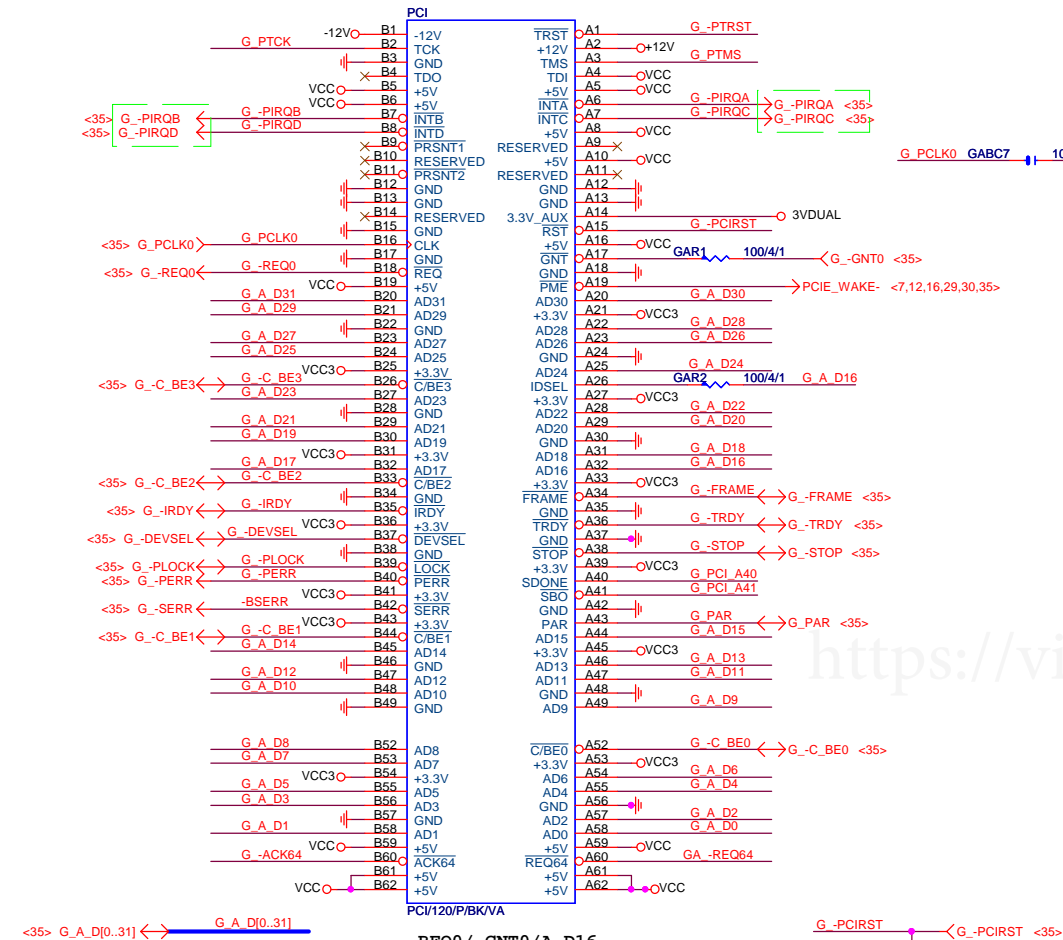 PCI
-12V B1 -12V TRST A1 G_-PTRST
G_PTCK B2 TCK +12V A2 +12V
B3 GND TMS A3 G_PTMS
B4 TDO TDI A4 VCC
VCC B5 +5V +5V A5 VCC
VCC B6 +5V INTA A6 G_-PIRQA G_-PIRQA <35>
<35> G_-PIRQB G_-PIRQB B7 INTB INTC A7 G_-PIRQC G_-PIRQC <35>
<35> G_-PIRQD G_-PIRQD B8 INTD +5V A8 VCC
B9 PRSNT1 RESERVED A9
B10 RESERVED +5V A10 VCC
G_PCLK0 GABC7 10
B11 PRSNT2 RESERVED A11
B12 GND GND A12
B13 GND GND A13
B14 RESERVED 3.3V_AUX A14 3VDUAL
B15 GND RST A15 G_-PCIRST
<35> G_PCLK0 G_PCLK0 B16 CLK +5V A16 VCC
B17 GND GNT A17 GAR1 100/4/1 G_-GNT0 <35>
<35> G_-REQ0 G_-REQ0 B18 REQ GND A18
VCC B19 +5V PME A19 PCIE_WAKE- <7,12,16,29,30,35>
G_A_D31 B20 AD31 AD30 A20 G_A_D30
G_A_D29 B21 AD29 +3.3V A21 VCC3
B22 GND AD28 A22 G_A_D28
G_A_D27 B23 AD27 AD26 A23 G_A_D26
G_A_D25 B24 AD25 GND A24
VCC3 B25 +3.3V AD24 A25 G_A_D24
<35> G_-C_BE3 G_-C_BE3 B26 C/BE3 IDSEL A26 GAR2 100/4/1 G_A_D16
G_A_D23 B27 AD23 +3.3V A27 VCC3
B28 GND AD22 A28 G_A_D22
G_A_D21 B29 AD21 AD20 A29 G_A_D20
G_A_D19 B30 AD19 GND A30
VCC3 B31 +3.3V AD18 A31 G_A_D18
G_A_D17 B32 AD17 AD16 A32 G_A_D16
<35> G_-C_BE2 G_-C_BE2 B33 C/BE2 +3.3V A33 VCC3
B34 GND FRAME A34 G_-FRAME G_-FRAME <35>
<35> G_-IRDY G_-IRDY B35 IRDY GND A35
VCC3 B36 +3.3V TRDY A36 G_-TRDY G_-TRDY <35>
<35> G_-DEVSEL G_-DEVSEL B37 DEVSEL GND A37
B38 GND STOP A38 G_-STOP G_-STOP <35>
<35> G_-PLOCK G_-PLOCK B39 LOCK +3.3V A39 VCC3
<35> G_-PERR G_-PERR B40 PERR SDONE A40 G_PCI_A40
VCC3 B41 +3.3V SBO A41 G_PCI_A41
<35> G_-SERR -BSERR B42 SERR GND A42
VCC3 B43 +3.3V PAR A43 G_PAR G_PAR <35>
<35> G_-C_BE1 G_-C_BE1 B44 C/BE1 AD15 A44 G_A_D15
G_A_D14 B45 AD14 +3.3V A45 VCC3
B46 GND AD13 A46 G_A_D13
https://vi
G_A_D12 B47 AD12 AD11 A47 G_A_D11
G_A_D10 B48 AD10 GND A48
B49 GND AD9 A49 G_A_D9
G_A_D8 B52 AD8 C/BE0 A52 G_-C_BE0 G_-C_BE0 <35>
G_A_D7 B53 AD7 +3.3V A53 VCC3
VCC3 B54 +3.3V AD6 A54 G_A_D6
G_A_D5 B55 AD5 AD4 A55 G_A_D4
G_A_D3 B56 AD3 GND A56
B57 GND AD2 A57 G_A_D2
G_A_D1 B58 AD1 AD0 A58 G_A_D0
VCC B59 +5V +5V A59 VCC
G_-ACK64 B60 ACK64 REQ64 A60 GA_-REQ64
B61 +5V +5V A61
VCC B62 +5V +5V A62 VCC
PCI/120/P/BK/VA
<35> G_A_D[0..31] G_A_D[0..31]
G_-PCIRST G_-PCIRST <35>